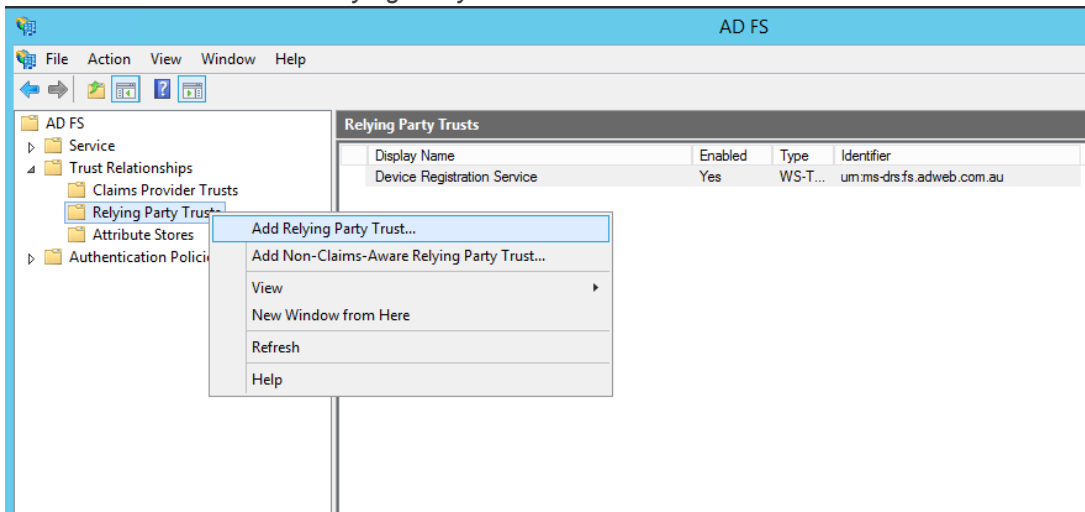 AD FS
File Action View Window Help
AD FS
Service
Trust Relationships
Claims Provider Trusts
Relying Party Trusts
Attribute Stores
Authentication Polici
Relying Party Trusts
Display Name Enabled Type Identifier
Device Registration Service Yes WS-T... urn:ms-drs:fs.adweb.com.au
Add Relying Party Trust...
Add Non-Claims-Aware Relying Party Trust...
View
New Window from Here
Refresh
Help